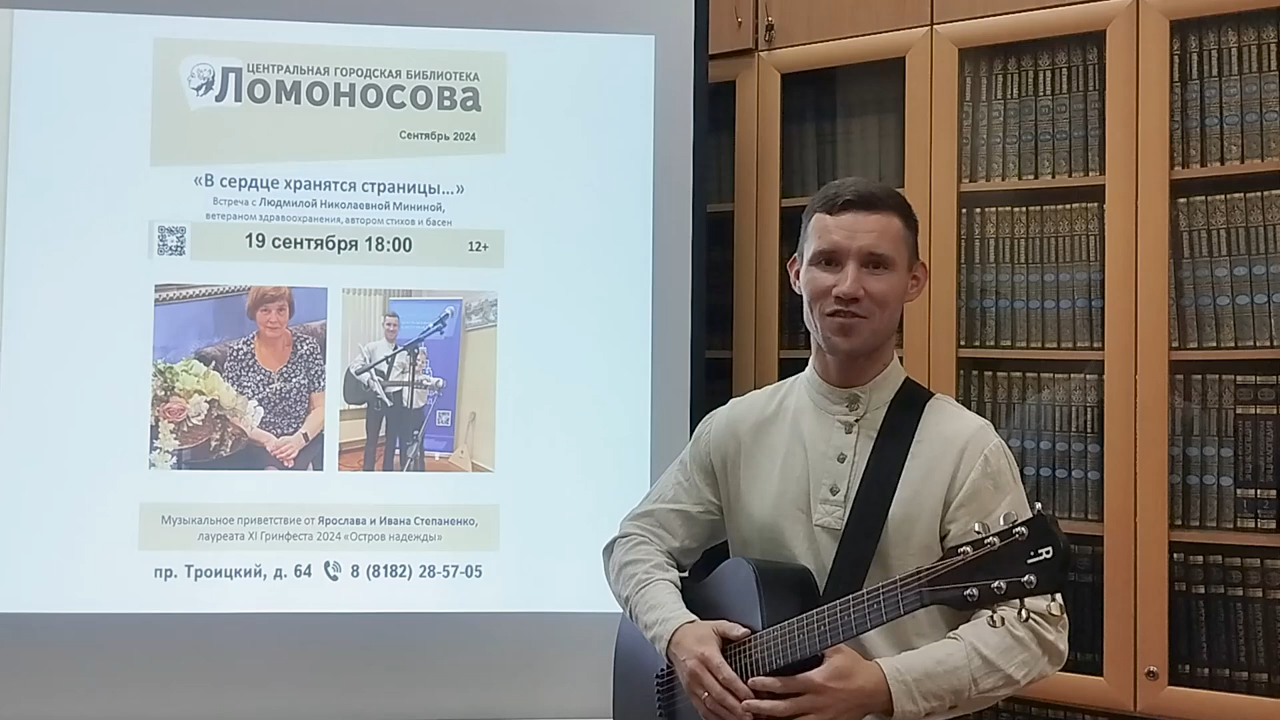 ЦЕНТРАЛЬНАЯ ГОРОДСКАЯ БИБЛИОТЕКА
Ломоносова
Сентябрь 2024
«В сердце хранятся страницы...»
Встреча с Людмилой Николаевной Мининой,
ветераном здравоохранения, автором стихов и басен
19 сентября 18:00
12+
Музыкальное приветствие от Ярослава и Ивана Степаненко,
лауреата XI Гринфеста 2024 «Остров надежды»
пр. Троицкий, д. 64 8 (8182) 28-57-05